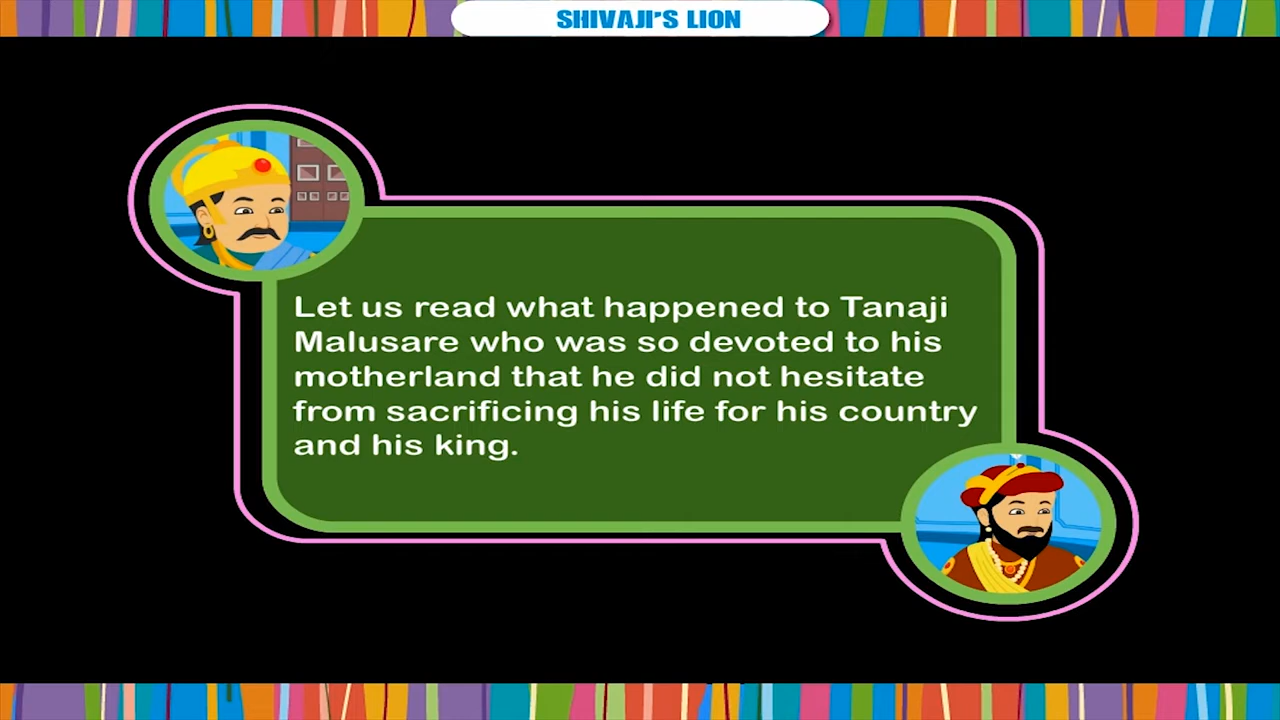 SHIVAJI'S LION
Let us read what happened to Tanaji
Malusare who was so devoted to his
motherland that he did not hesitate
from sacrificing his life for his country
and his king.